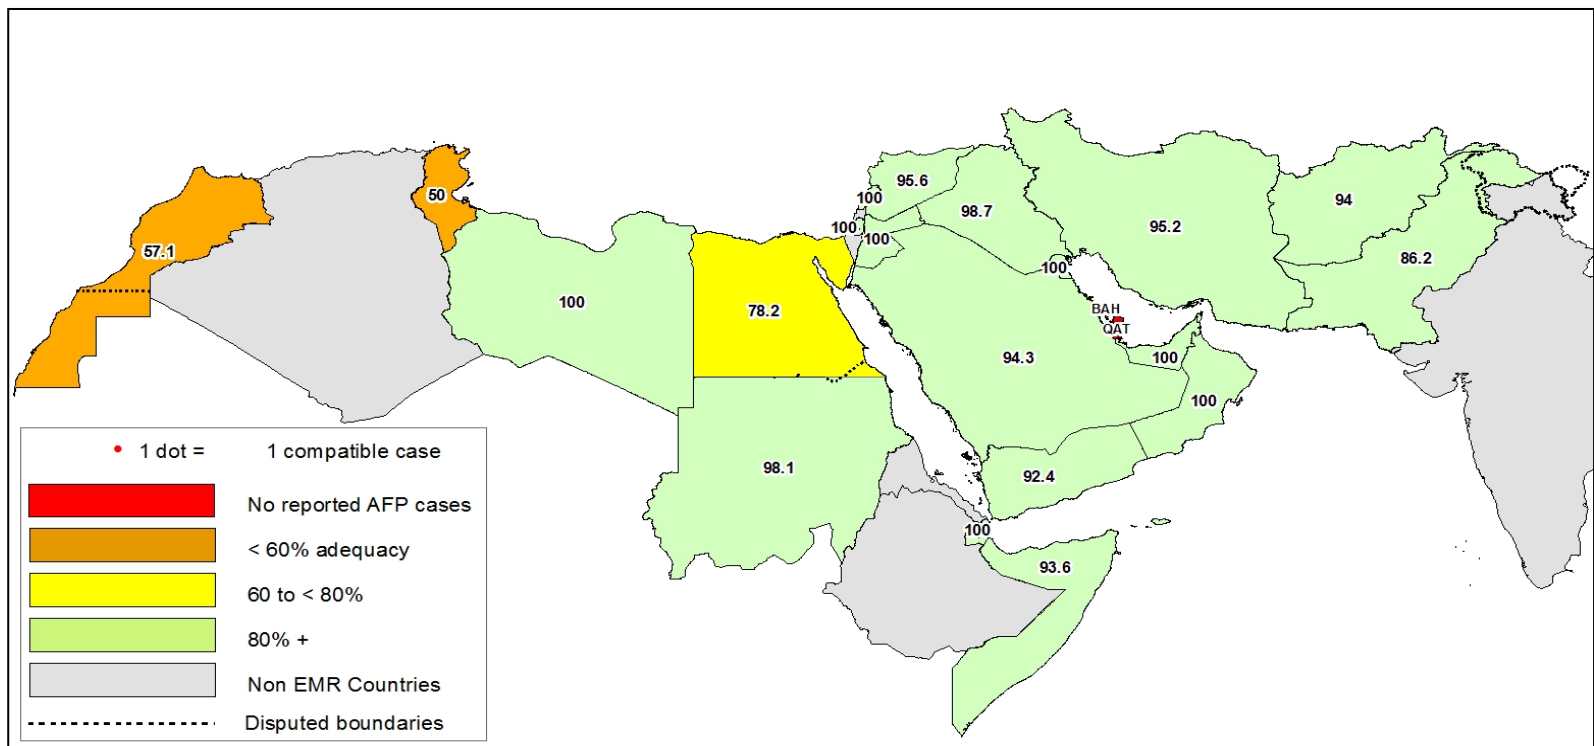 50
100
95.6
98.7
100
100
94
95.2
57.1
86.2
100
100
78.2
BAH
QAT
94.3
100
100
98.1
92.4
100
93.6
1 dot = 1 compatible case
No reported AFP cases
< 60% adequacy
60 to < 80%
80% +
Non EMR Countries
Disputed boundaries